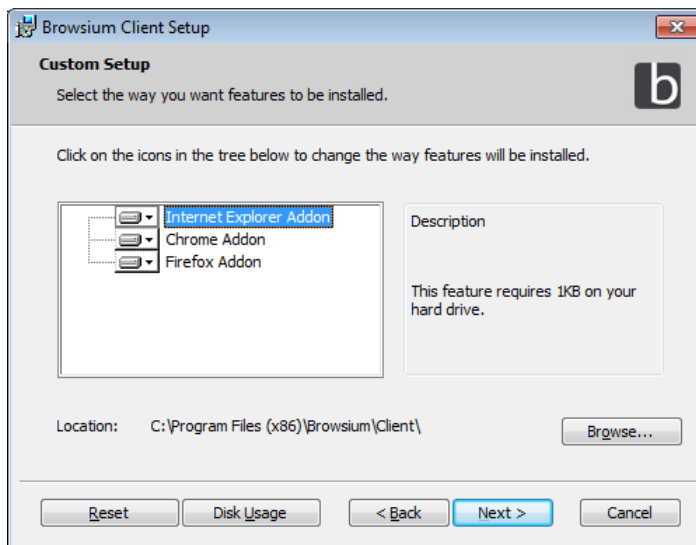 Browsium Client Setup
Custom Setup
Select the way you want features to be installed.
b
Click on the icons in the tree below to change the way features will be installed.
Internet Explorer Addon
Chrome Addon
Firefox Addon
Description
This feature requires 1KB on your
hard drive.
Location: C:\Program Files (x86)\Browsium\Client\
Browse...
Reset Disk Usage < Back Next > Cancel